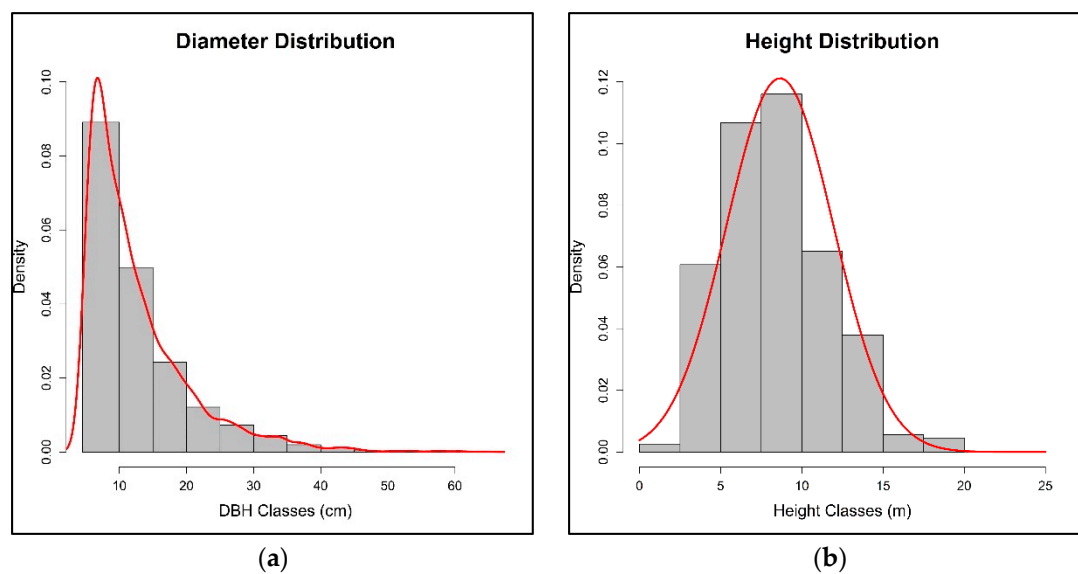 Diameter Distribution
Density
0.10
0.08
0.06
0.04
0.02
0.00
10 20 30 40 50 60
DBH Classes (cm)
(a)
Height Distribution
Density
0.12
0.10
0.08
0.06
0.04
0.02
0.00
0 5 10 15 20 25
Height Classes (m)
(b)